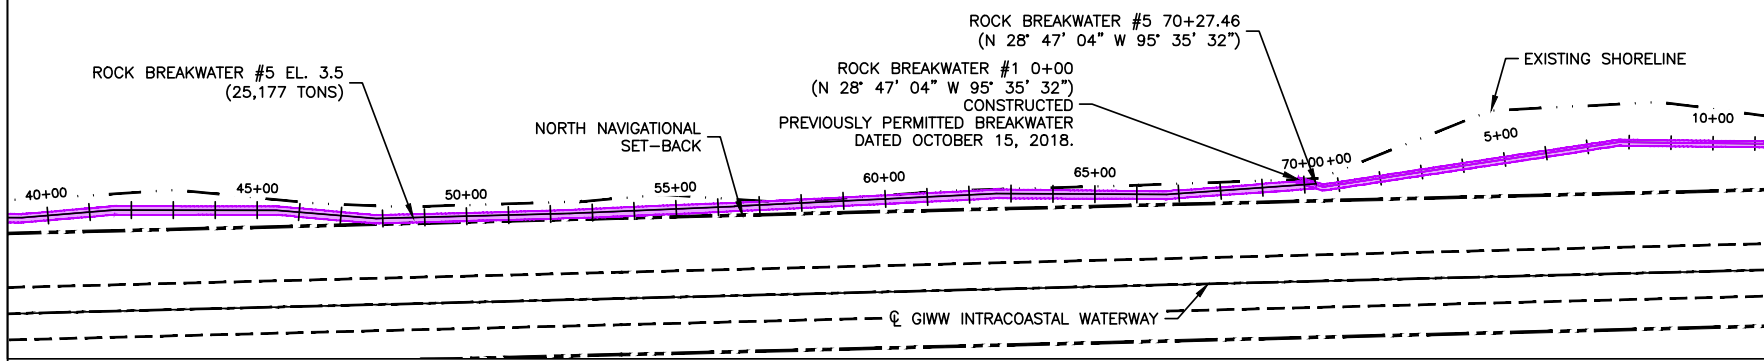 ROCK BREAKWATER #5 70+27.46
(N 28° 47' 04" W 95° 35' 32")
ROCK BREAKWATER #5 EL. 3.5
(25,177 TONS)
ROCK BREAKWATER #1 0+00
(N 28° 47' 04" W 95° 35' 32")
CONSTRUCTED
PREVIOUSLY PERMITTED BREAKWATER
DATED OCTOBER 15, 2018.
EXISTING SHORELINE
NORTH NAVIGATIONAL
SET-BACK
40+00
45+00
50+00
55+00
60+00
65+00
70+00
+00
5+00
10+00
℄ GIWW INTRACOASTAL WATERWAY